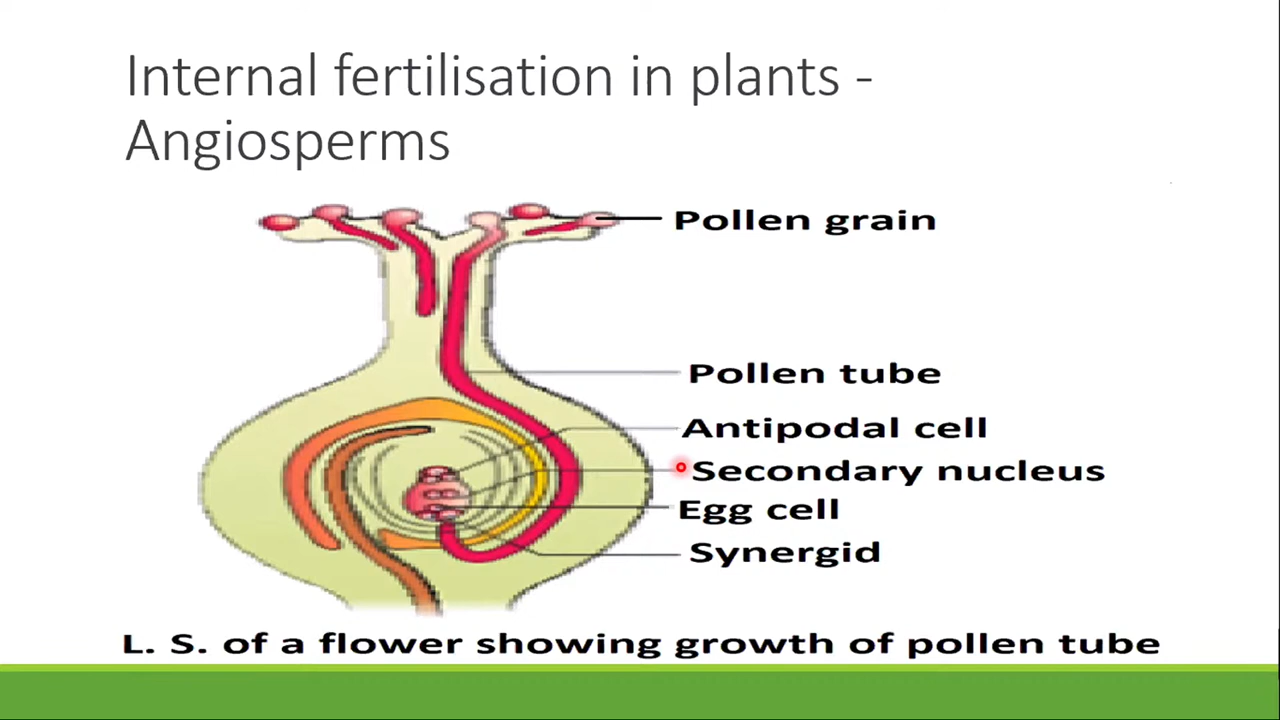 Internal fertilisation in plants -
Angiosperms
Pollen grain
Pollen tube
Antipodal cell
Secondary nucleus
Egg cell
Synergid
L. S. of a flower showing growth of pollen tube